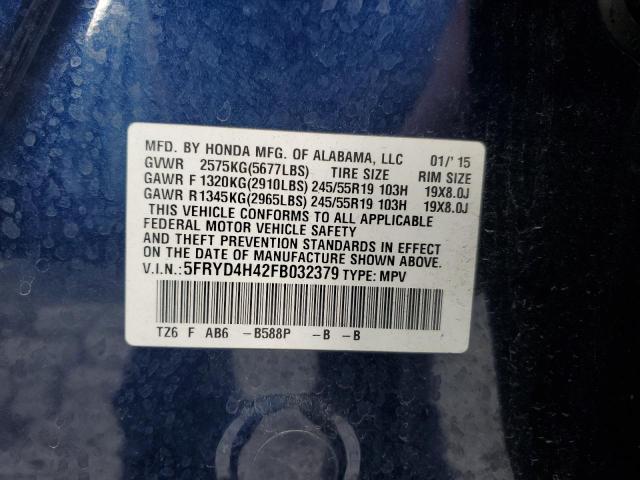 MFD. BY HONDA MFG. OF ALABAMA, LLC 01/' 15
GVWR 2575KG(5677LBS) TIRE SIZE RIM SIZE
GAWR F 1320KG(2910LBS) 245/55R19 103H 19X8.0J
GAWR R1345KG(2965LBS) 245/55R19 103H 19X8.0J
THIS VEHICLE CONFORMS TO ALL APPLICABLE
FEDERAL MOTOR VEHICLE SAFETY
AND THEFT PREVENTION STANDARDS IN EFFECT
ON THE DATE OF MANUFACTURE SHOWN ABOVE.
V.I.N.:5FRYD4H42FB032379 TYPE: MPV
TZ6 F AB6 -B588P -B -B